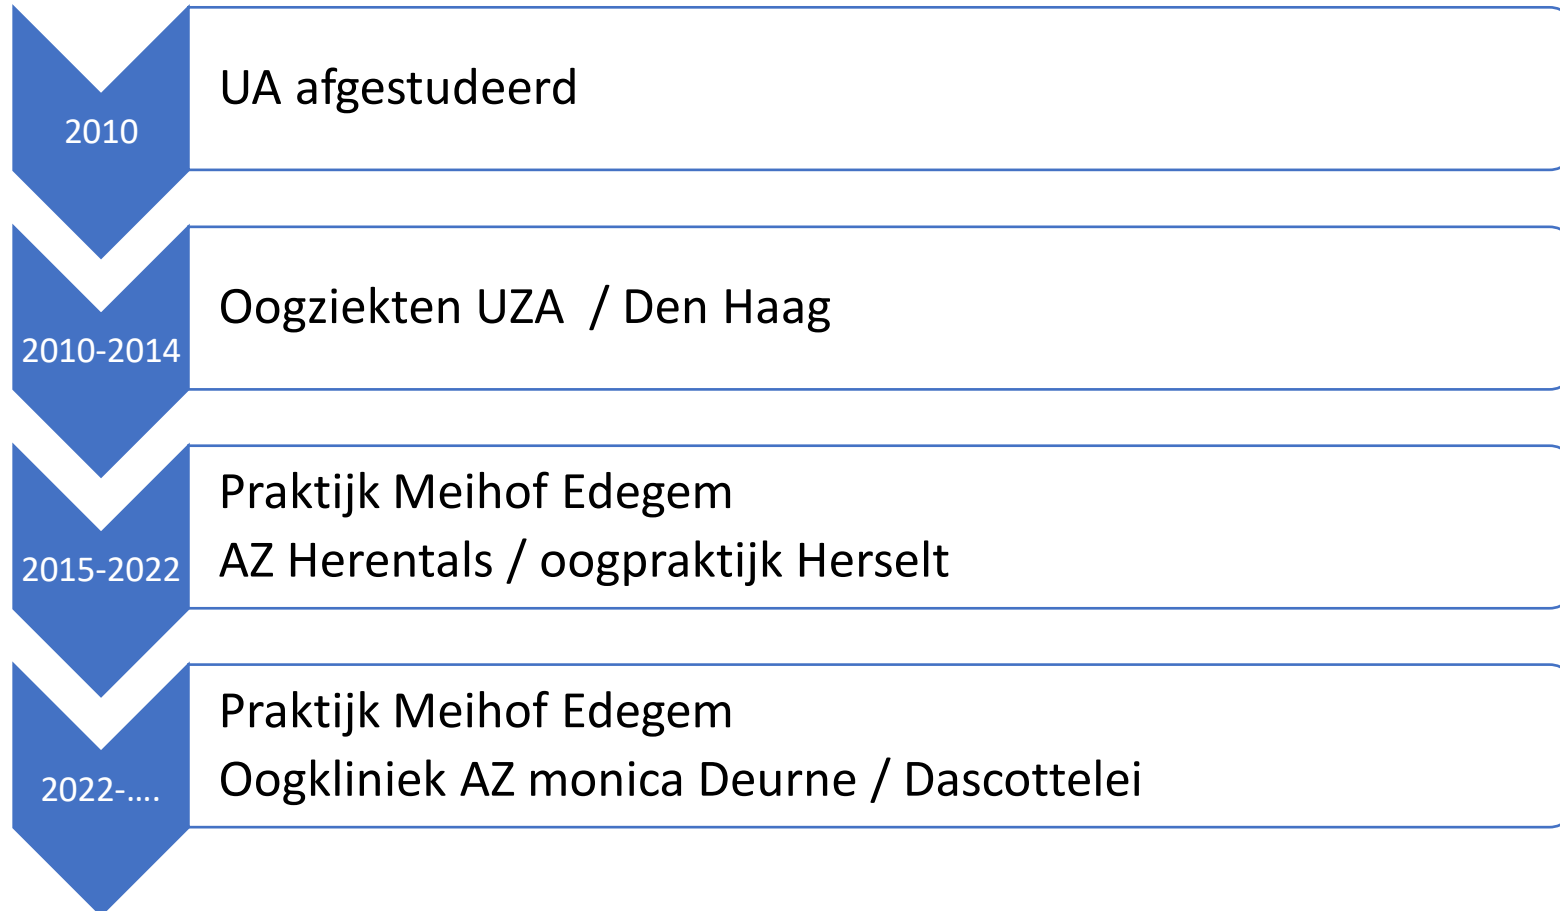 2010
UA afgestudeerd
2010-2014
Oogziekten UZA / Den Haag
2015-2022
Praktijk Meihof Edegem
AZ Herentals / oogpraktijk Herselt
2022-....
Praktijk Meihof Edegem
Oogkliniek AZ monica Deurne / Dascottelei